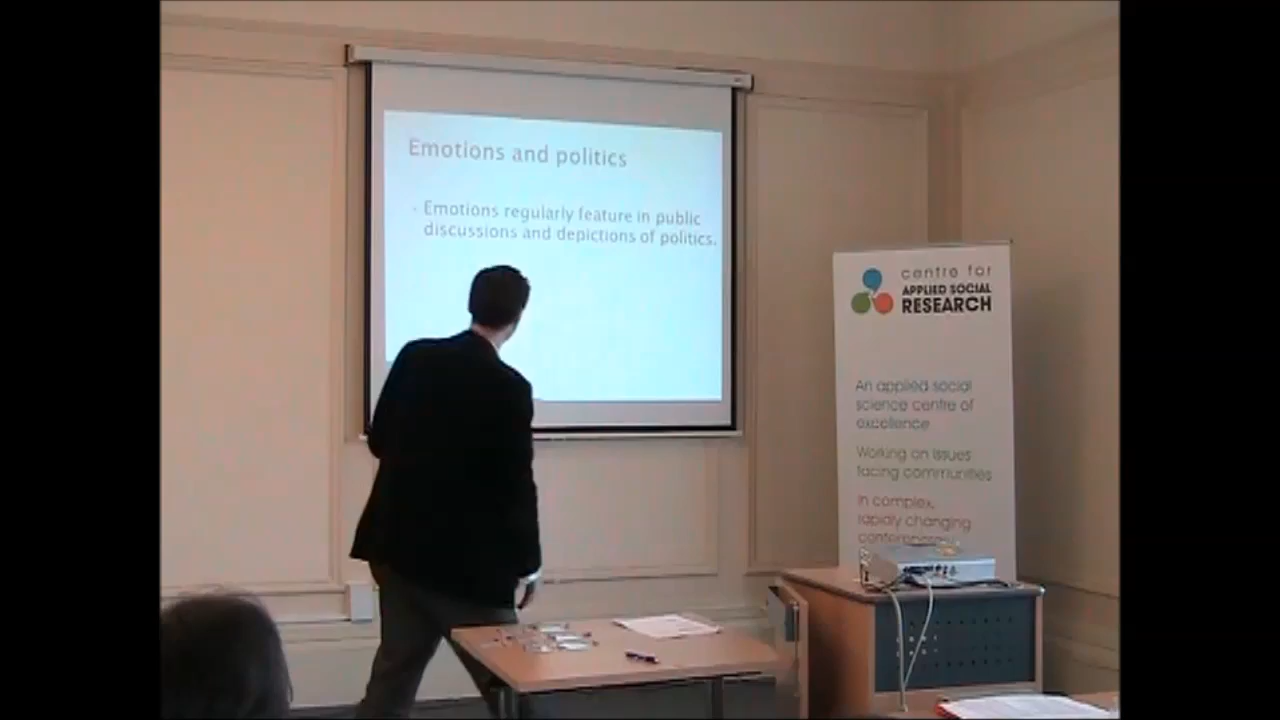 Emotions and politics
Emotions regularly feature in public
discussions and depictions of politics.
centre for
APPLIED SOCIAL
RESEARCH
An applied social
science centre of
excellence
Working on issues
facing communities
In complex,
rapidly changing
contemporary